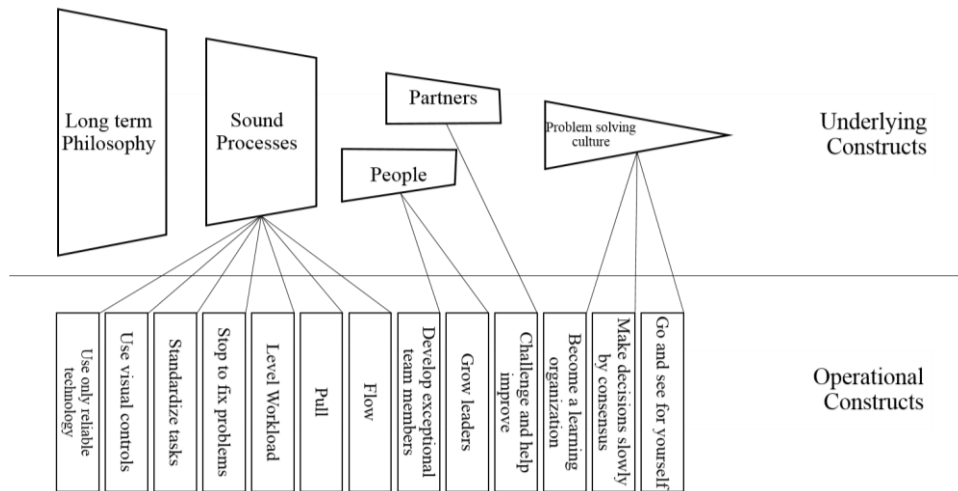 Long term
Philosophy
Sound
Processes
Partners
People
Problem solving
culture
Underlying
Constructs
Use only reliable
technology
Use visual controls
Standardize tasks
Stop to fix problems
Level Workload
Pull
Flow
Develop exceptional
team members
Grow leaders
Challenge and help
improve
Become a learning
organization
Make decisions slowly
by consensus
Go and see for yourself
Operational
Constructs